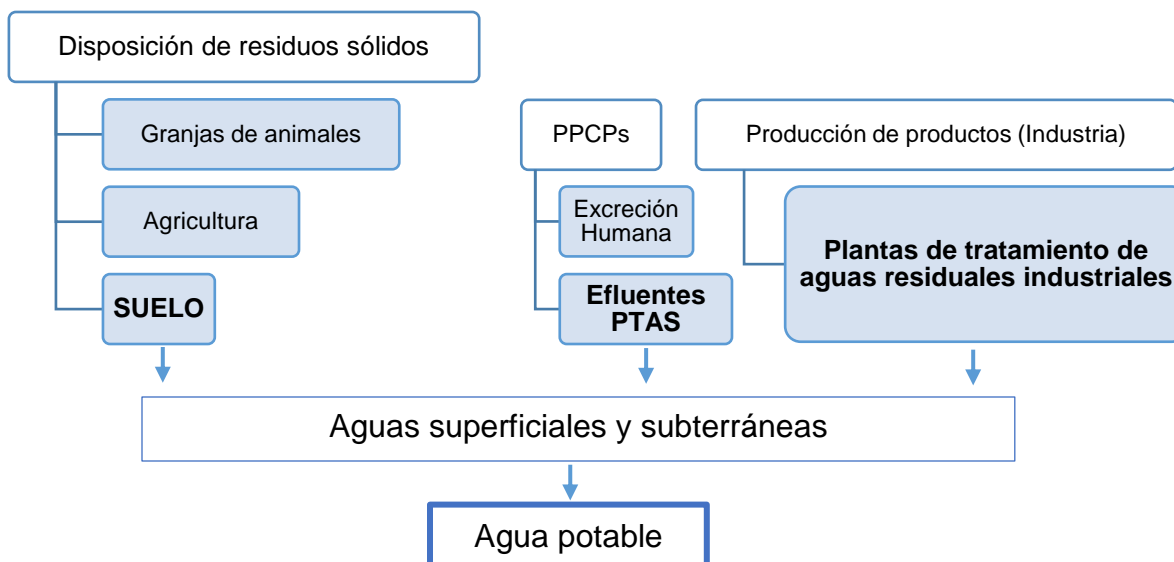 Disposición de residuos sólidos
Granjas de animales
Agricultura
SUELO
PPCPs
Excreción
Humana
Efluentes
PTAS
Producción de productos (Industria)
Plantas de tratamiento de
aguas residuales industriales
Aguas superficiales y subterráneas
Agua potable